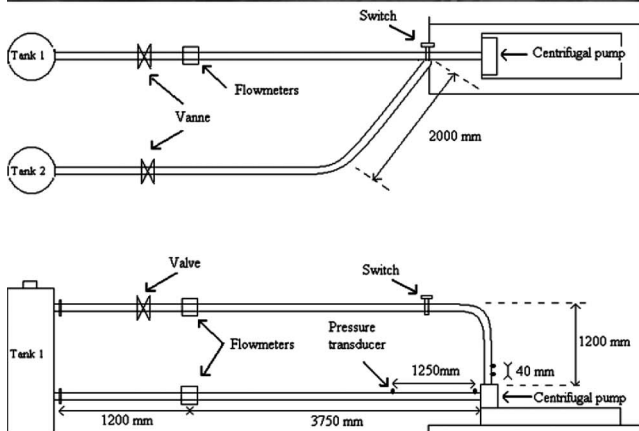 Switch
Tank 1
Centrifugal pump
Flowmeters
Vanne
2000 mm
Tank 2
Valve
Switch
Tank 1
Flowmeters
Pressure
transducer
1200 mm
1250mm
40 mm
Centrifugal pump
1200 mm
3750 mm